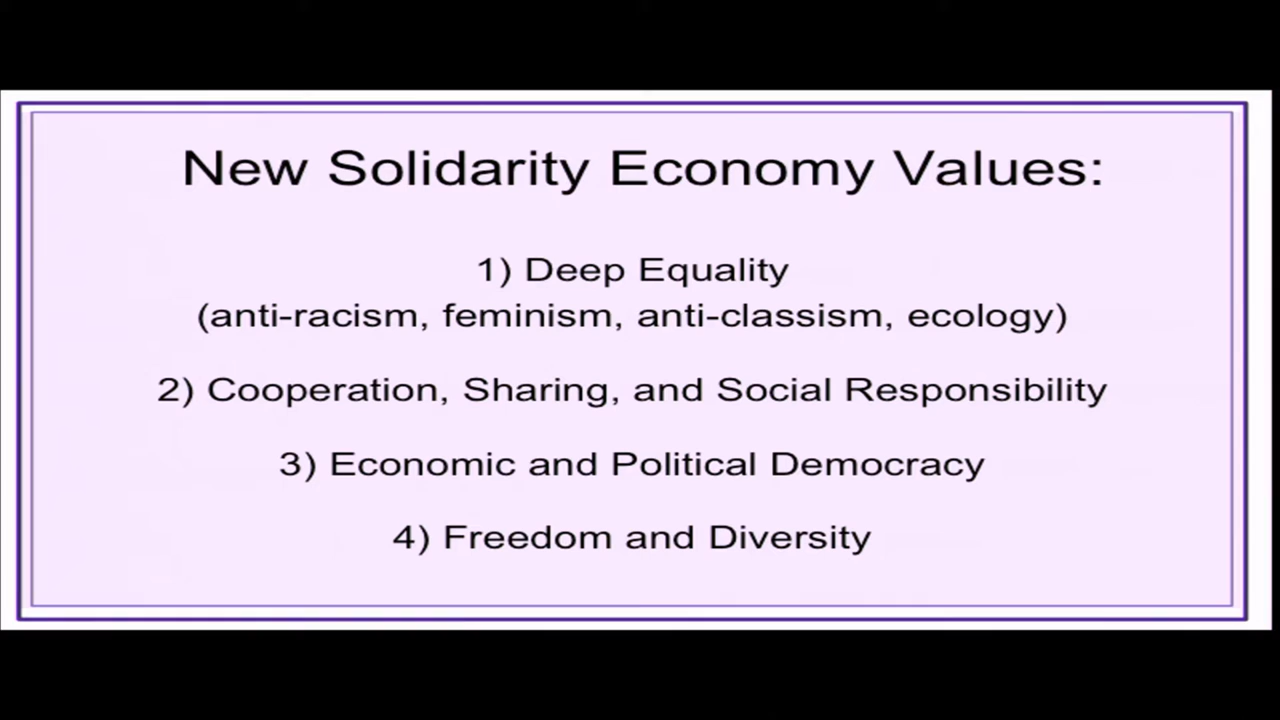 New Solidarity Economy Values:
1) Deep Equality
(anti-racism, feminism, anti-classism, ecology)
2) Cooperation, Sharing, and Social Responsibility
3) Economic and Political Democracy
4) Freedom and Diversity